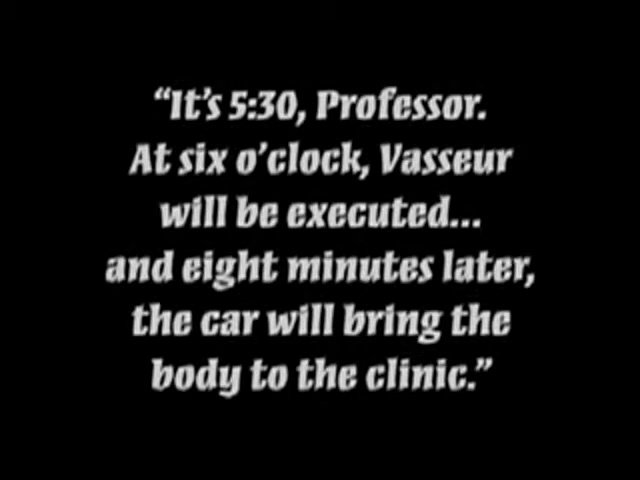 “It’s 5:30, Professor.
At six o’clock, Vasseur
will be executed...
and eight minutes later,
the car will bring the
body to the clinic.”